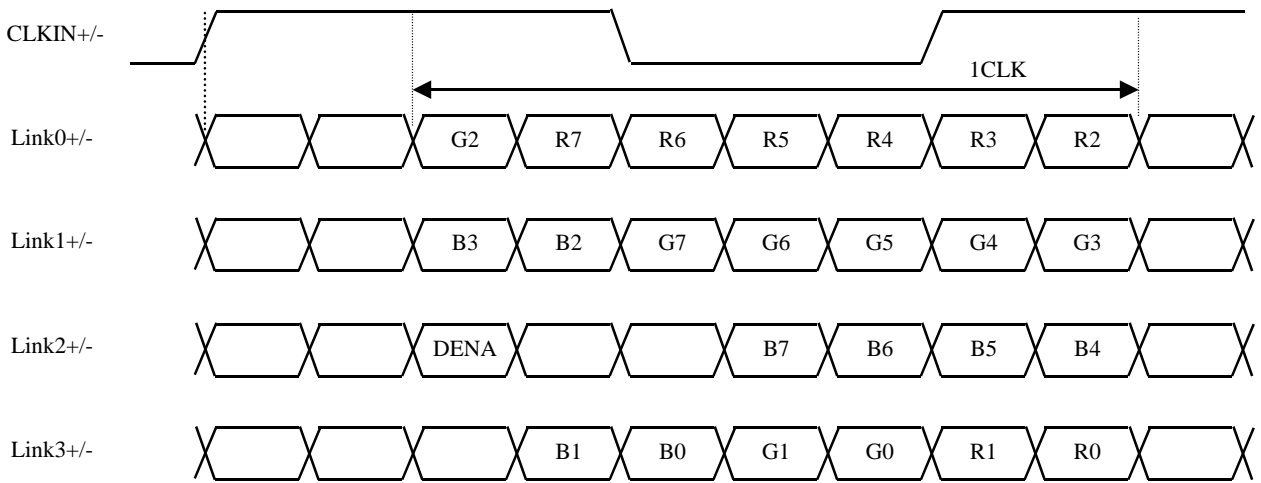 CLKIN+/-
1CLK
Link0+/- G2 R7 R6 R5 R4 R3 R2
Link1+/- B3 B2 G7 G6 G5 G4 G3
Link2+/- DENA B7 B6 B5 B4
Link3+/- B1 B0 G1 G0 R1 R0